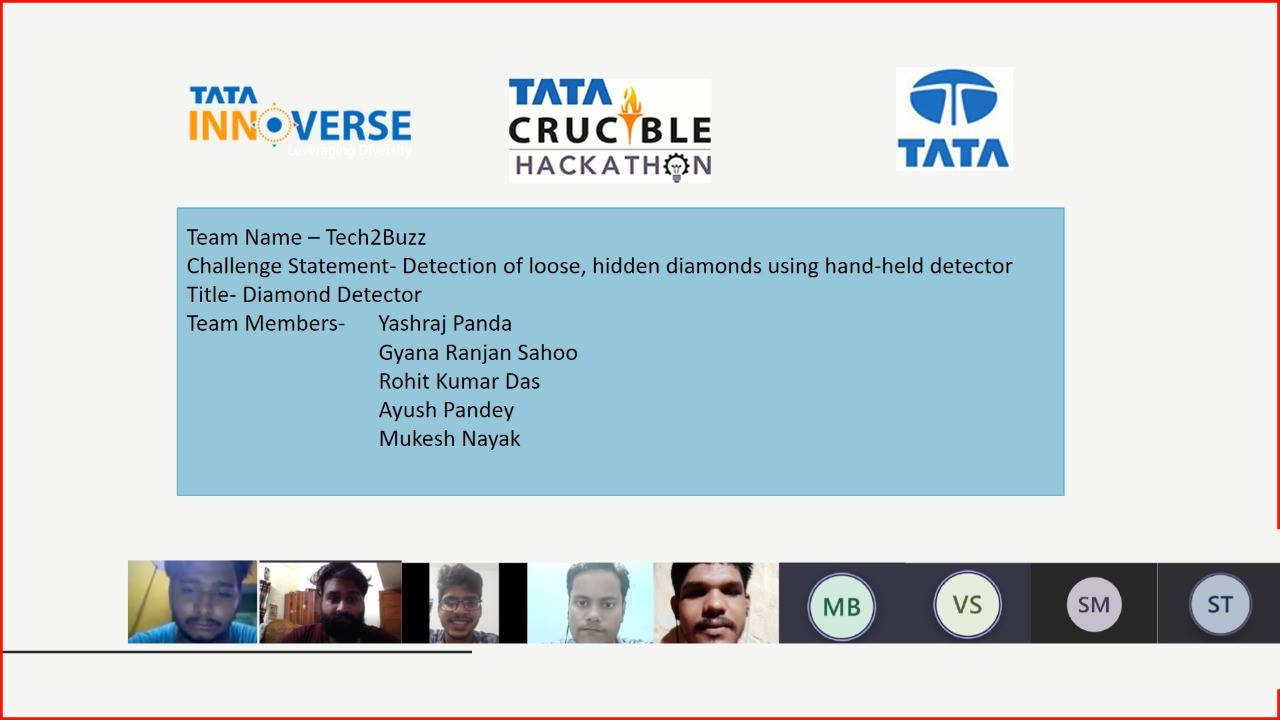 TATA
INNOVERSE
Leveraging Diversity
TATA
CRUCIBLE
HACKATHON
TATA
Team Name – Tech2Buzz
Challenge Statement- Detection of loose, hidden diamonds using hand-held detector
Title- Diamond Detector
Team Members- Yashraj Panda
Gyana Ranjan Sahoo
Rohit Kumar Das
Ayush Pandey
Mukesh Nayak
MB VS SM ST